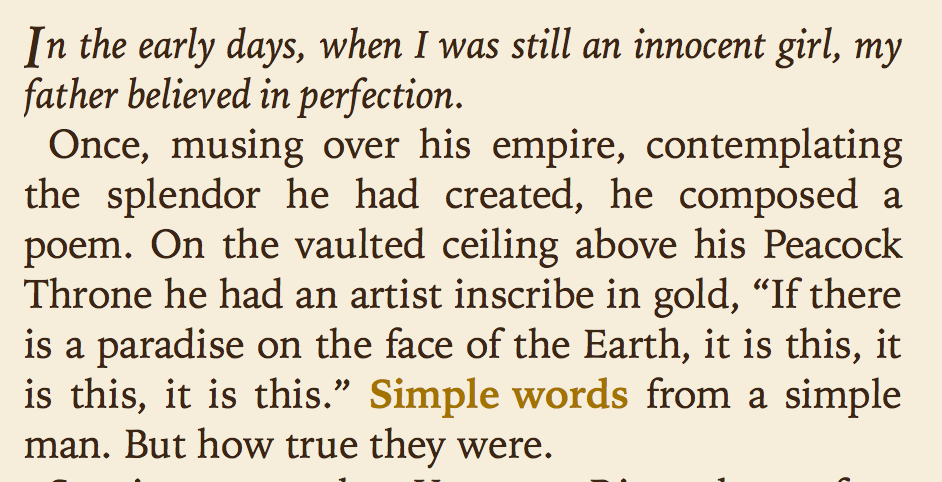 In the early days, when I was still an innocent girl, my
father believed in perfection.
Once, musing over his empire, contemplating
the splendor he had created, he composed a
poem. On the vaulted ceiling above his Peacock
Throne he had an artist inscribe in gold, “If there
is a paradise on the face of the Earth, it is this, it
is this, it is this.” Simple words from a simple
man. But how true they were.